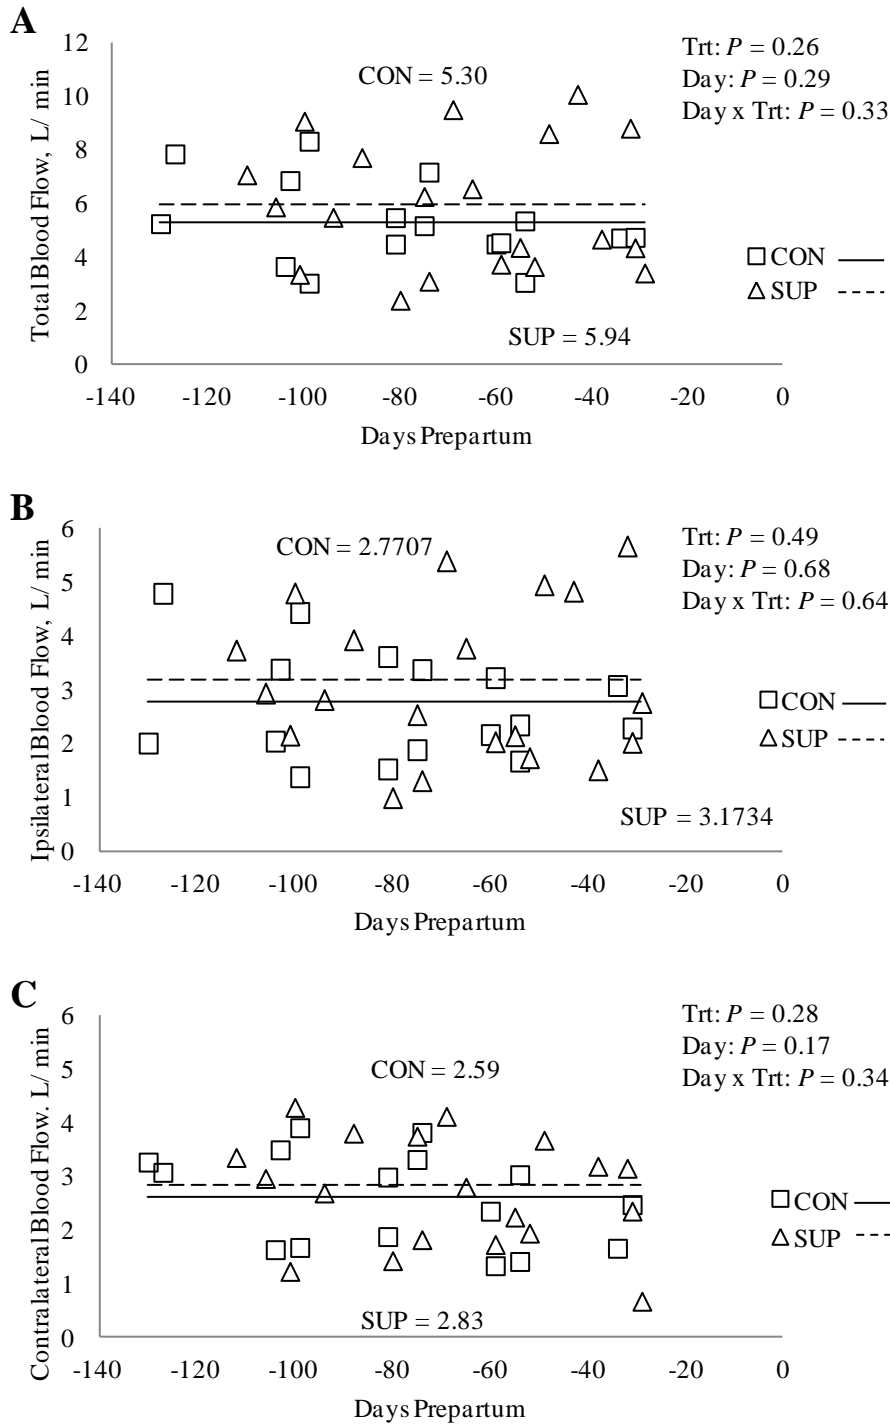 A
Total Blood Flow, L/ min
12
10
8
6
4
2
0
CON = 5.30
SUP = 5.94
Trt: P = 0.26
Day: P = 0.29
Day x Trt: P = 0.33
CON
SUP
-140 -120 -100 -80 -60 -40 -20 0
Days Prepartum
B
Ipsilateral Blood Flow, L/ min
6
5
4
3
2
1
0
CON = 2.7707
SUP = 3.1734
Trt: P = 0.49
Day: P = 0.68
Day x Trt: P = 0.64
CON
SUP
-140 -120 -100 -80 -60 -40 -20 0
Days Prepartum
C
Contralateral Blood Flow. L/ min
6
5
4
3
2
1
0
CON = 2.59
SUP = 2.83
Trt: P = 0.28
Day: P = 0.17
Day x Trt: P = 0.34
CON
SUP
-140 -120 -100 -80 -60 -40 -20 0
Days Prepartum